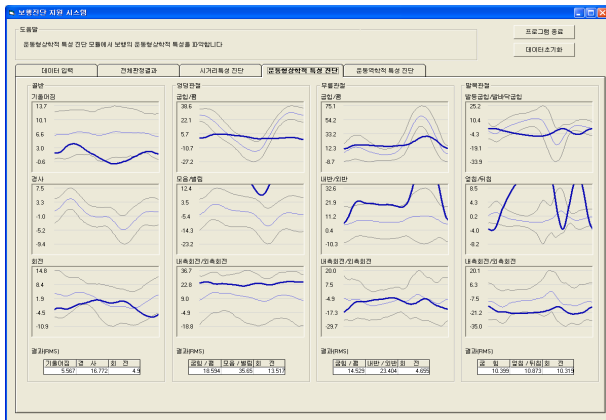 보행진단 지원 시스템
도움말
운동형상학적 특성 진단 모듈에서 보행의 운동형상학적 특성을 파악합니다
프로그램 종료
데이터초기화
데이터 입력
전체판정결과
시거리특성 진단
운동형상학적 특성 진단
운동역학적 특성 진단
골반
기울어짐
13.7
10.1
6.6
3.0
-0.6
경사
7.5
3.3
-1.0
-5.2
-9.4
회전
14.8
8.4
1.9
-4.5
-10.9
결과(RMS)
기울어짐 경 사 회 전
5.567 16.772 4.9
엉덩관절
굽힘/폄
38.6
22.1
5.7
-10.7
-27.2
모음/벌림
12.4
3.5
-5.4
-14.3
-23.2
내측회전/외측회전
36.7
22.8
9.0
-4.9
-18.8
결과(RMS)
굽힘/폄 모음/벌림 회 전
18.594 35.65 13.517
무릎관절
굽힘/폄
75.1
54.2
33.2
12.3
-8.7
내반/외반
32.6
21.9
11.2
0.4
-10.3
내측회전/외측회전
20.0
7.5
-4.9
-17.3
-29.7
결과(RMS)
굽힘/폄 내반/외반 회 전
14.529 23.404 4.655
발목관절
발등굽힘/발바닥굽힘
25.2
10.4
-4.3
-19.1
-33.9
엎침/뒤침
8.5
4.3
0.2
-4.0
-8.2
내측회전/외측회전
20.1
6.3
-7.5
-21.2
-35.0
결과(RMS)
굽 힘 엎침/뒤침 회 전
10.399 10.873 10.319